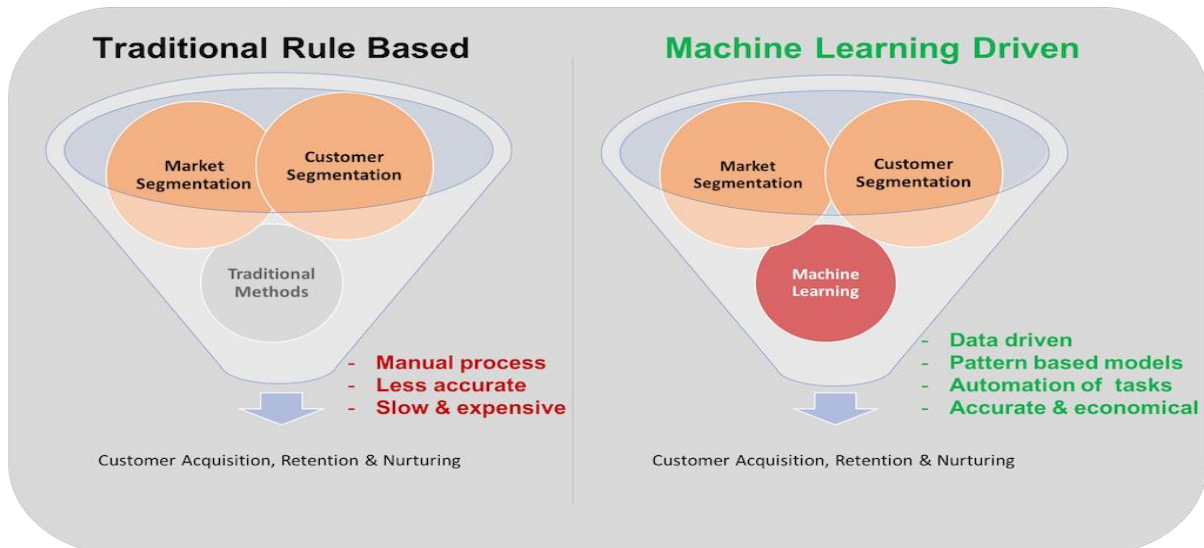 Traditional Rule Based
Market
Segmentation
Customer
Segmentation
Traditional
Methods
- Manual process
- Less accurate
- Slow & expensive
Customer Acquisition, Retention & Nurturing
Machine Learning Driven
Market
Segmentation
Customer
Segmentation
Machine
Learning
- Data driven
- Pattern based models
- Automation of tasks
- Accurate & economical
Customer Acquisition, Retention & Nurturing